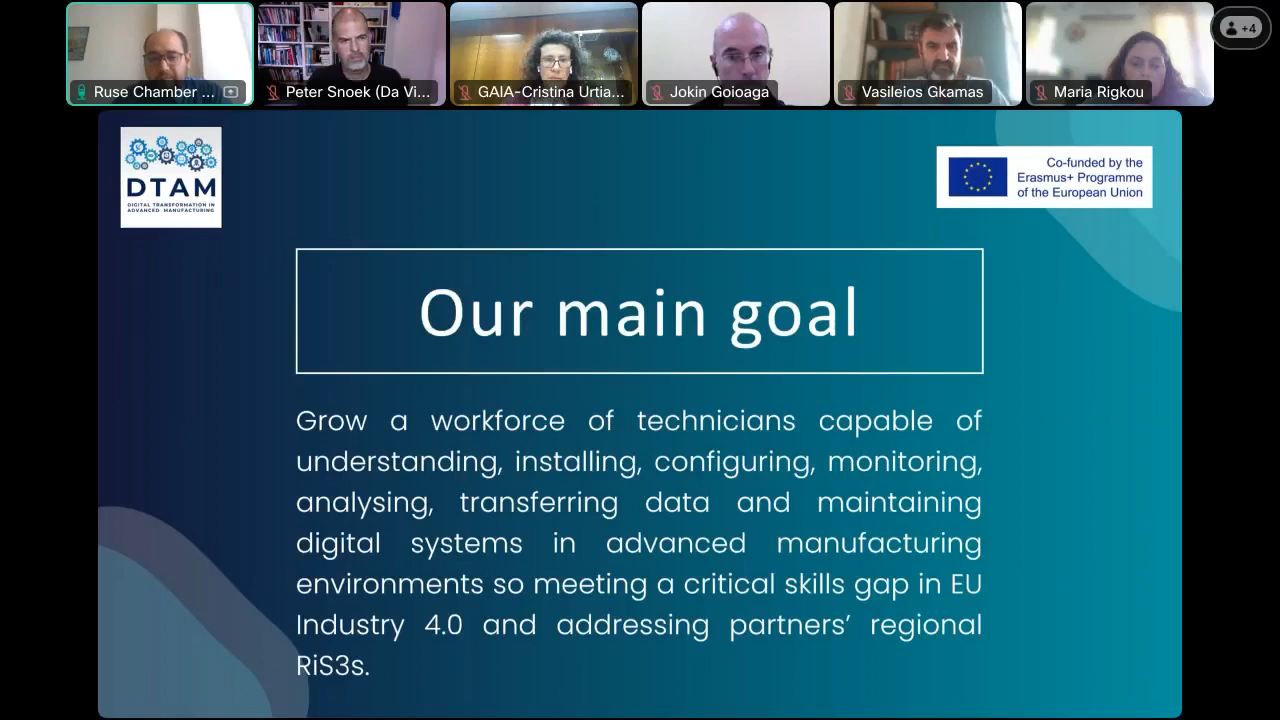 Ruse Chamber ...
Peter Snoek (Da Vi...
GAIA-Cristina Urtia...
Jokin Goioaga
Vasileios Gkamas
Maria Rigkou
+4
DTAM
DIGITAL TRANSFORMATION IN
ADVANCED MANUFACTURING
Co-funded by the
Erasmus+ Programme
of the European Union
Our main goal
Grow a workforce of technicians capable of
understanding, installing, configuring, monitoring,
analysing, transferring data and maintaining
digital systems in advanced manufacturing
environments so meeting a critical skills gap in EU
Industry 4.0 and addressing partners’ regional
RiS3s.